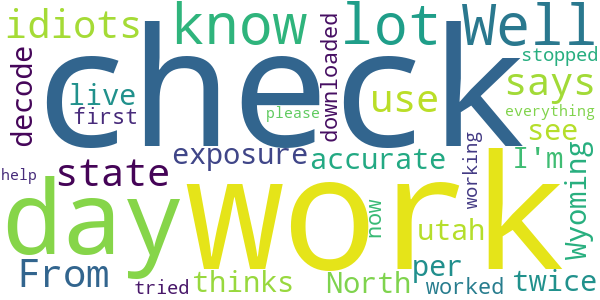 idiots know lot Well
check
decode live first please downloaded use stopped says everything see
state exposure accurate I'm Wyoming
help working
day work
now utah
From tried thinks North per worked twice